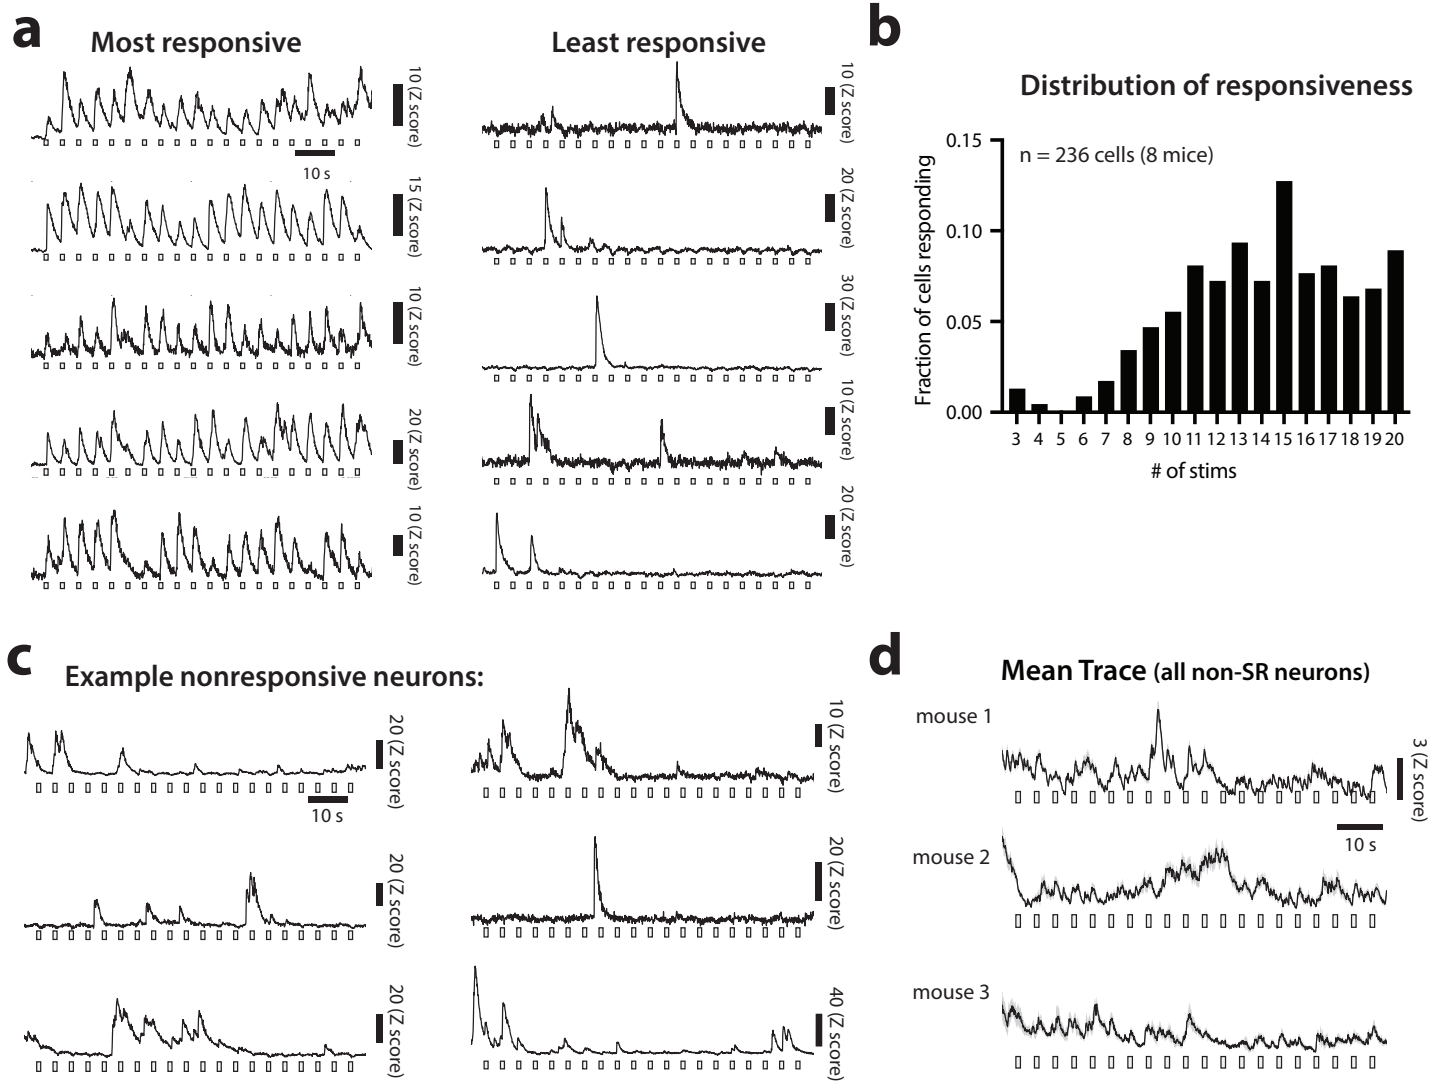 a
Most responsive
Least responsive
10 (Z score)
10 s
15 (Z score)
10 (Z score)
20 (Z score)
10 (Z score)
10 (Z score)
20 (Z score)
30 (Z score)
10 (Z score)
20 (Z score)
b
Distribution of responsiveness
n = 236 cells (8 mice)
Fraction of cells responding
0.15
0.10
0.05
0.00
3 4 5 6 7 8 9 10 11 12 13 14 15 16 17 18 19 20
# of stims
c
Example nonresponsive neurons:
20 (Z score)
10 s
20 (Z score)
20 (Z score)
10 (Z score)
20 (Z score)
40 (Z score)
d
Mean Trace (all non-SR neurons)
mouse 1
3 (Z score)
10 s
mouse 2
mouse 3